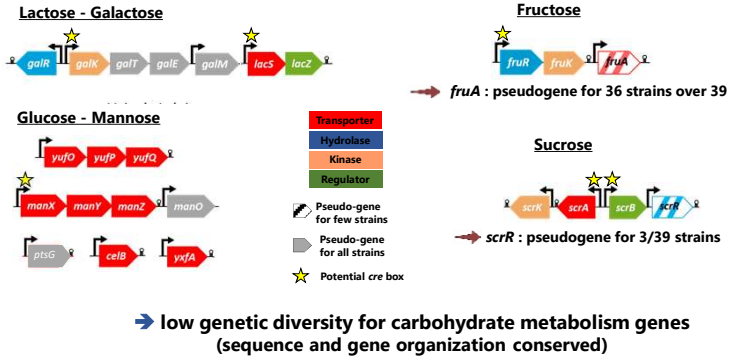 Lactose - Galactose
galR galK galT galE galM lacS lacZ
Fructose
fruR fruK fruA
fruA : pseudogene for 36 strains over 39
Glucose - Mannose
yufO yufP yufQ
manX manY manZ manO
ptsG celB yxfA
Transporter
Hydrolase
Kinase
Regulator
Pseudo-gene
for few strains
Pseudo-gene
for all strains
Potential cre box
Sucrose
scrK scrA scrB scrR
scrR : pseudogene for 3/39 strains
low genetic diversity for carbohydrate metabolism genes
(sequence and gene organization conserved)